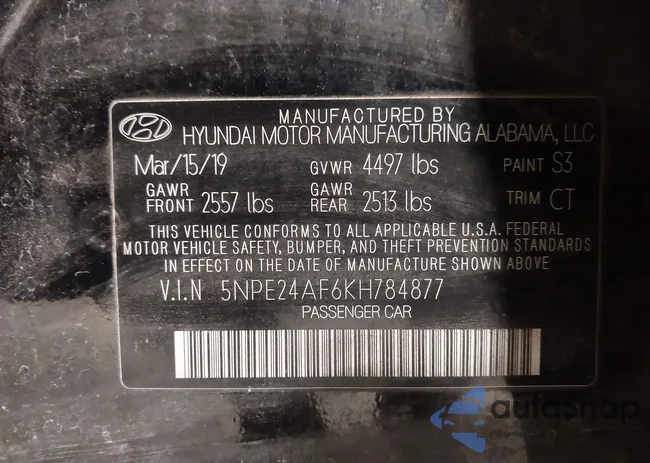 MANUFACTURED BY
HYUNDAI MOTOR MANUFACTURING ALABAMA, LLC
Mar/15/19 GVWR 4497 lbs PAINT S3
GAWR FRONT 2557 lbs GAWR REAR 2513 lbs TRIM CT
THIS VEHICLE CONFORMS TO ALL APPLICABLE U.S.A. FEDERAL
MOTOR VEHICLE SAFETY, BUMPER, AND THEFT PREVENTION STANDARDS
IN EFFECT ON THE DATE OF MANUFACTURE SHOWN ABOVE
V.I.N 5NPE24AF6KH784877
PASSENGER CAR
autosnap